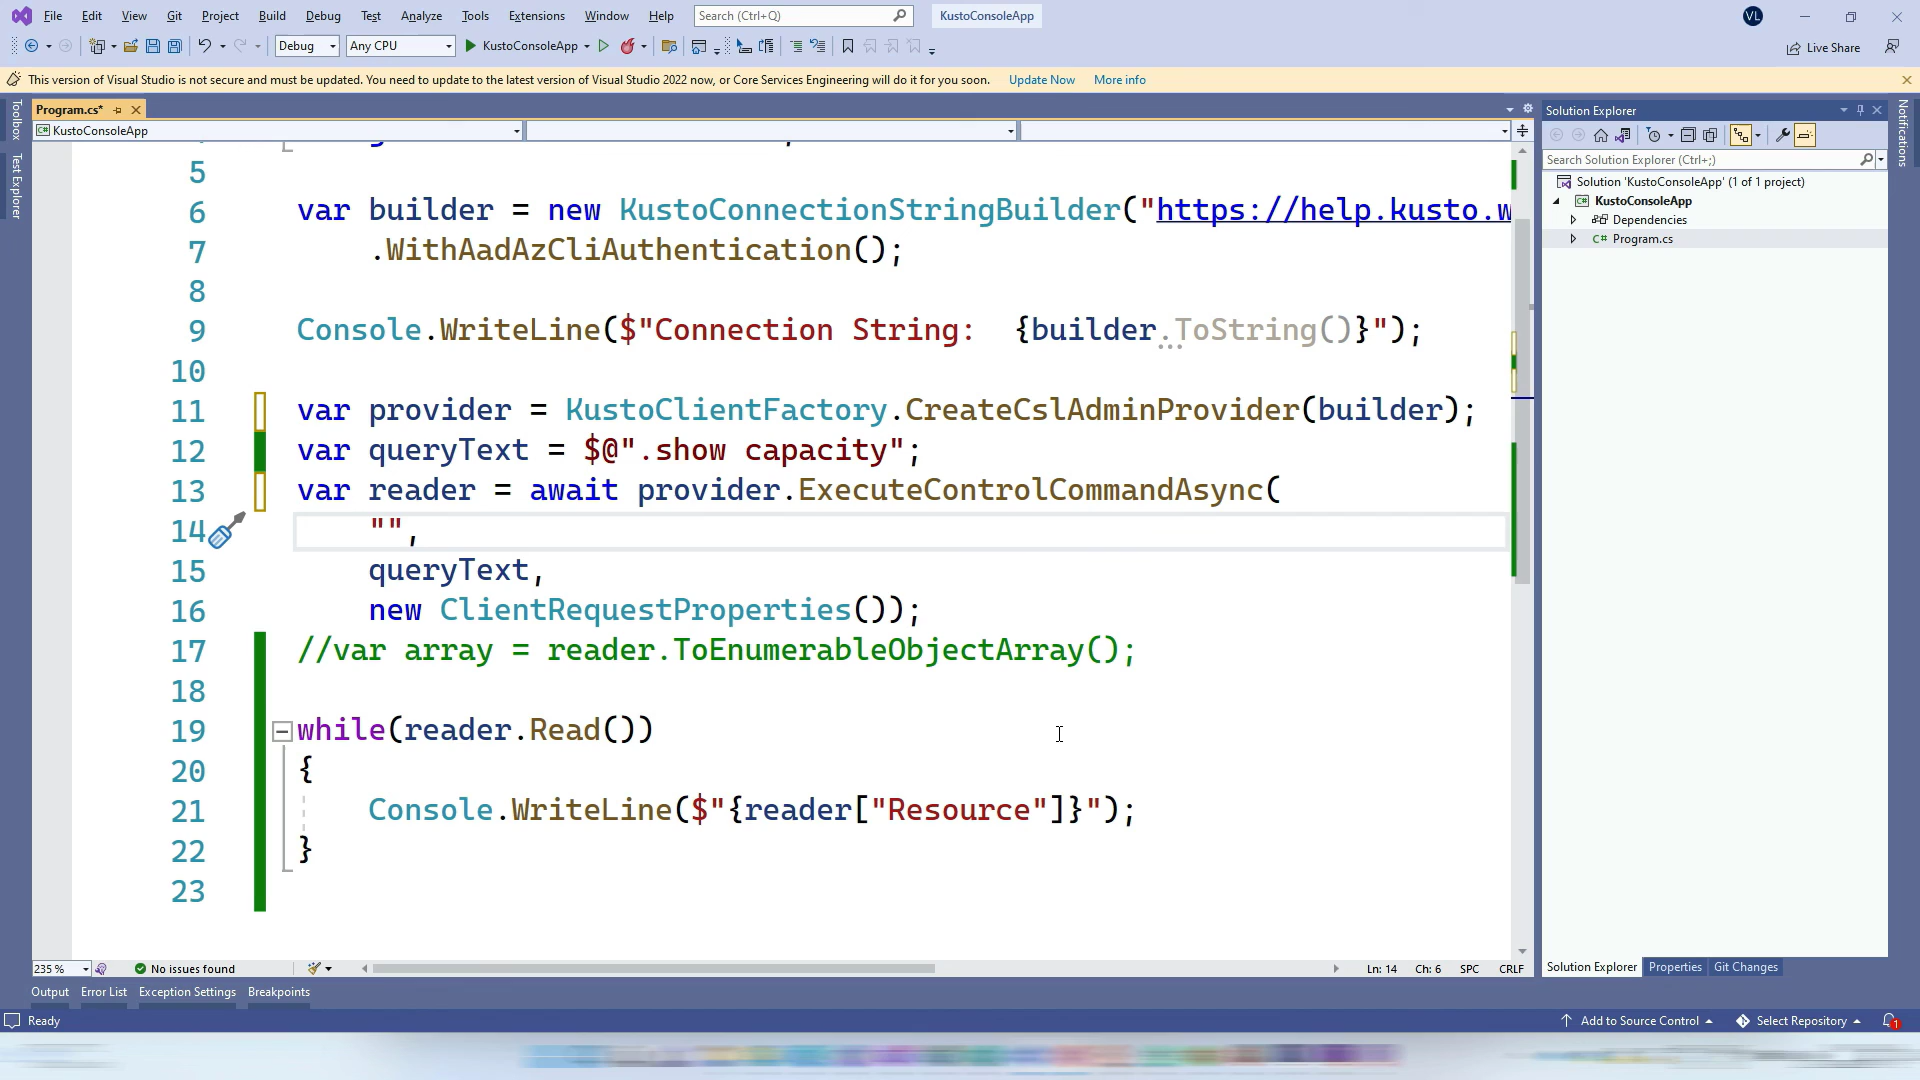 File Edit View Git Project Build Debug Test Analyze Tools Extensions Window Help Search (Ctrl+Q) KustoConsoleApp VL
Debug Any CPU KustoConsoleApp Live Share
This version of Visual Studio is not secure and must be updated. You need to update to the latest version of Visual Studio 2022 now, or Core Services Engineering will do it for you soon. Update Now More info
Toolbox
Test Explorer
Program.cs*
KustoConsoleApp
5
6 var builder = new KustoConnectionStringBuilder("https://help.kusto.w
7 .WithAadAzCliAuthentication();
8
9 Console.WriteLine($"Connection String:  {builder.ToString()}");
10
11 var provider = KustoClientFactory.CreateCslAdminProvider(builder);
12 var queryText = $@".show capacity";
13 var reader = await provider.ExecuteControlCommandAsync(
14 "",
15 queryText,
16 new ClientRequestProperties());
17 //var array = reader.ToEnumerableObjectArray();
18
19 while(reader.Read())
20 {
21 Console.WriteLine($"{reader["Resource"]}");
22 }
23
235 % No issues found Ln: 14 Ch: 6 SPC CRLF
Solution Explorer
Search Solution Explorer (Ctrl+;)
Solution 'KustoConsoleApp' (1 of 1 project)
KustoConsoleApp
Dependencies
C# Program.cs
Solution Explorer Properties Git Changes
Notifications
Output Error List Exception Settings Breakpoints
Ready Add to Source Control Select Repository 1